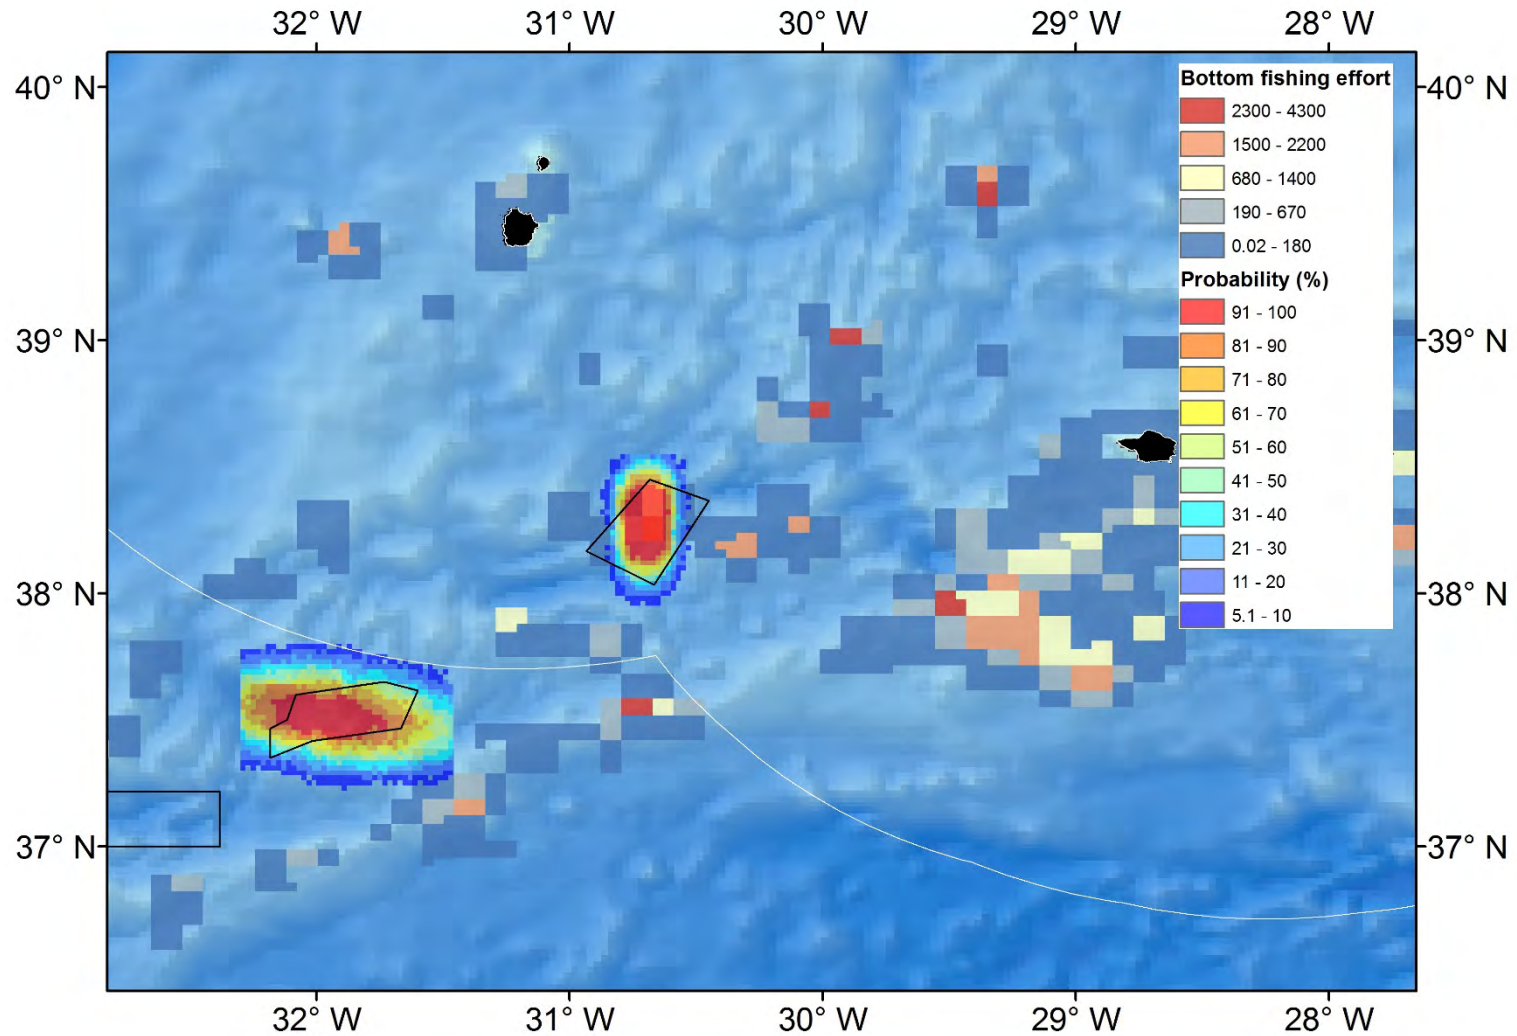 32° W 31° W 30° W 29° W 28° W
40° N 40° N
39° N 39° N
38° N 38° N
37° N 37° N
Bottom fishing effort
2300 - 4300
1500 - 2200
680 - 1400
190 - 670
0.02 - 180
Probability (%)
91 - 100
81 - 90
71 - 80
61 - 70
51 - 60
41 - 50
31 - 40
21 - 30
11 - 20
5.1 - 10
32° W 31° W 30° W 29° W 28° W